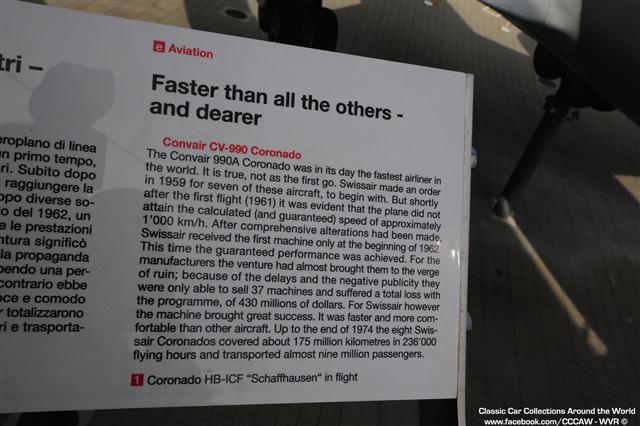 tri –
eroplano di linea
un primo tempo,
ri. Subito dopo
raggiungere la
opo diverse so-
o del 1962, un
e le prestazioni
ntura significò
la propaganda
pendo una per-
contrario ebbe
oce e comodo
r totalizzarono
ri e trasporta-
e Aviation
Faster than all the others -
and dearer
Convair CV-990 Coronado
The Convair 990A Coronado was in its day the fastest airliner in
the world. It is true, not as the first go. Swissair made an order
in 1959 for seven of these aircraft, to begin with. But shortly
after the first flight (1961) it was evident that the plane did not
attain the calculated (and guaranteed) speed of approximately
1'000 km/h. After comprehensive alterations had been made,
Swissair received the first machine only at the beginning of 1962.
This time the guaranteed performance was achieved. For the
manufacturers the venture had almost brought them to the verge
of ruin; because of the delays and the negative publicity they
were only able to sell 37 machines and suffered a total loss with
the programme, of 430 millions of dollars. For Swissair however
the machine brought great success. It was faster and more com-
fortable than other aircraft. Up to the end of 1974 the eight Swis-
sair Coronados covered about 175 million kilometres in 236'000
flying hours and transported almost nine million passengers.
1 Coronado HB-ICF "Schaffhausen" in flight
Classic Car Collections Around the World
www.facebook.com/CCCAW - WVR ©